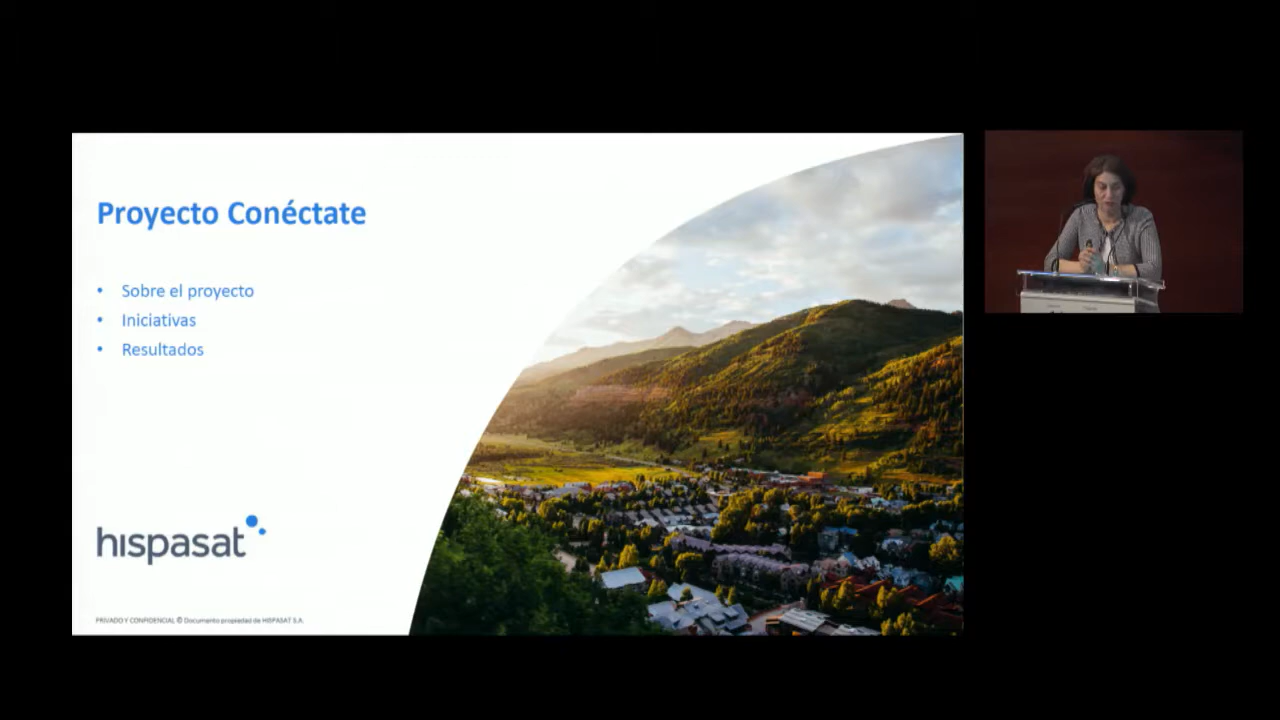 Proyecto Conéctate
• Sobre el proyecto
• Iniciativas
• Resultados
hispasat
PRIVADO Y CONFIDENCIAL © Documento propiedad de HISPASAT S.A.